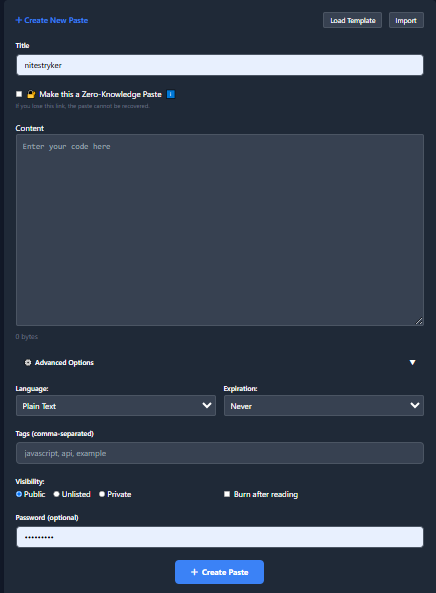 + Create New Paste
Load Template
Import
Title
nitestryker
🔐 Make this a Zero-Knowledge Paste i
If you lose this link, the paste cannot be recovered.
Content
Enter your code here
0 bytes
⚙ Advanced Options ▼
Language:
Expiration:
Plain Text
Never
Tags (comma-separated)
javascript, api, example
Visibility:
Public Unlisted Private
Burn after reading
Password (optional)
•••••••••
+ Create Paste